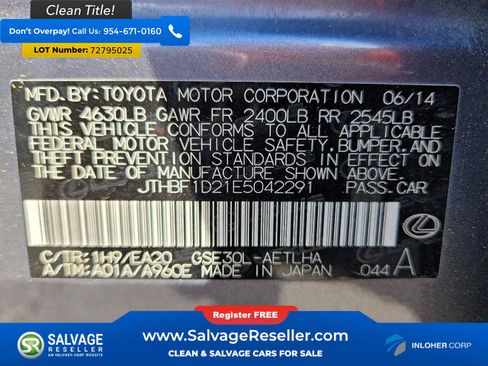 Clean Title!
Don't Overpay! Call us: 954-671-0160
LOT Number: 72795025
MFD. BY: TOYOTA MOTOR CORPORATION 06/14
GVWR 4630LB GAWR FR 2400LB RR 2545LB
THIS VEHICLE CONFORMS TO ALL APPLICABLE
FEDERAL MOTOR VEHICLE SAFETY, BUMPER, AND
THEFT PREVENTION STANDARDS IN EFFECT ON
THE DATE OF MANUFACTURE SHOWN ABOVE.
JTHBF1D21E5042291 PASS. CAR
C/TR: 1H9/EA20 GSE30L-AETLHA
A/TM: A01A/A960E MADE IN JAPAN 044 A
Register FREE
SALVAGE
RESELLER
AN INLOHER CORP WEBSITE
www.SalvageReseller.com
CLEAN & SALVAGE CARS FOR SALE
INLOHER CORP